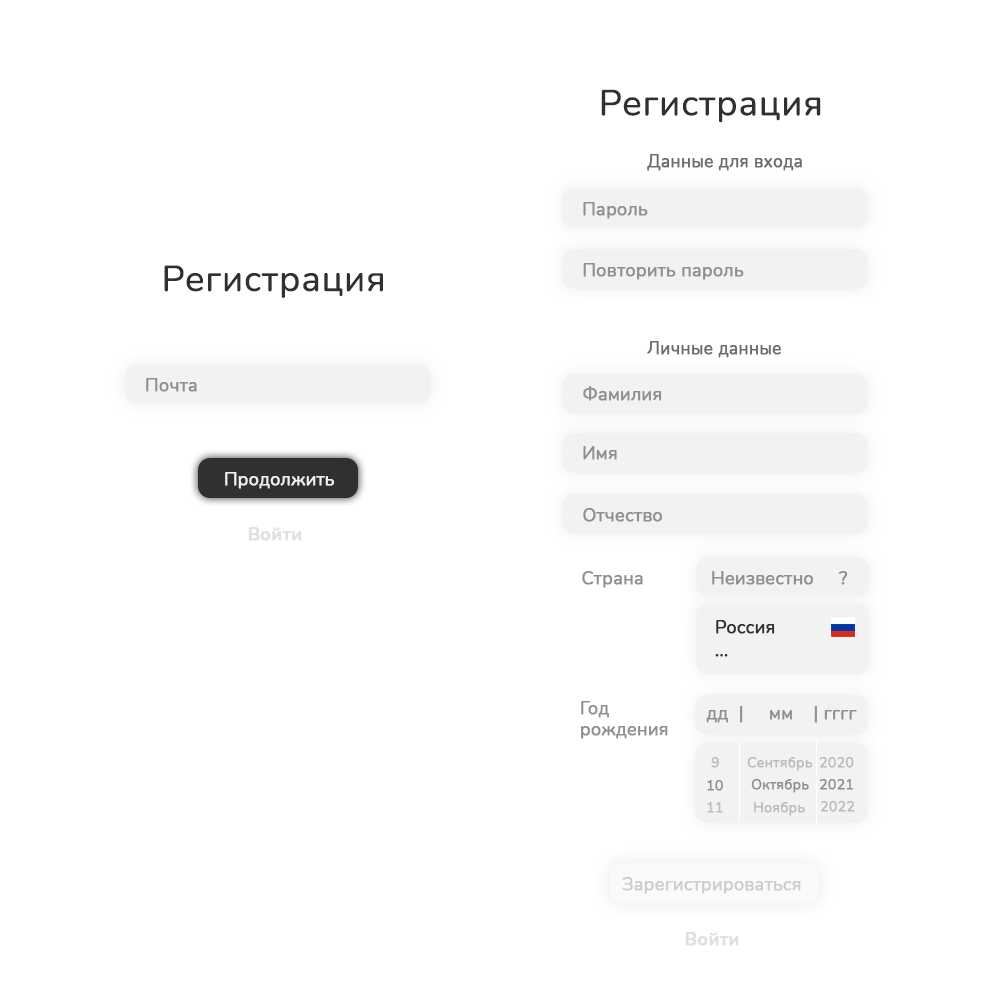 Регистрация
Почта
Продолжить
Войти
Регистрация
Данные для входа
Пароль
Повторить пароль
Личные данные
Фамилия
Имя
Отчество
Страна
Неизвестно ?
Россия
...
Год
рождения
дд | мм | гггг
9 Сентябрь 2020
10 Октябрь 2021
11 Ноябрь 2022
Зарегистрироваться
Войти